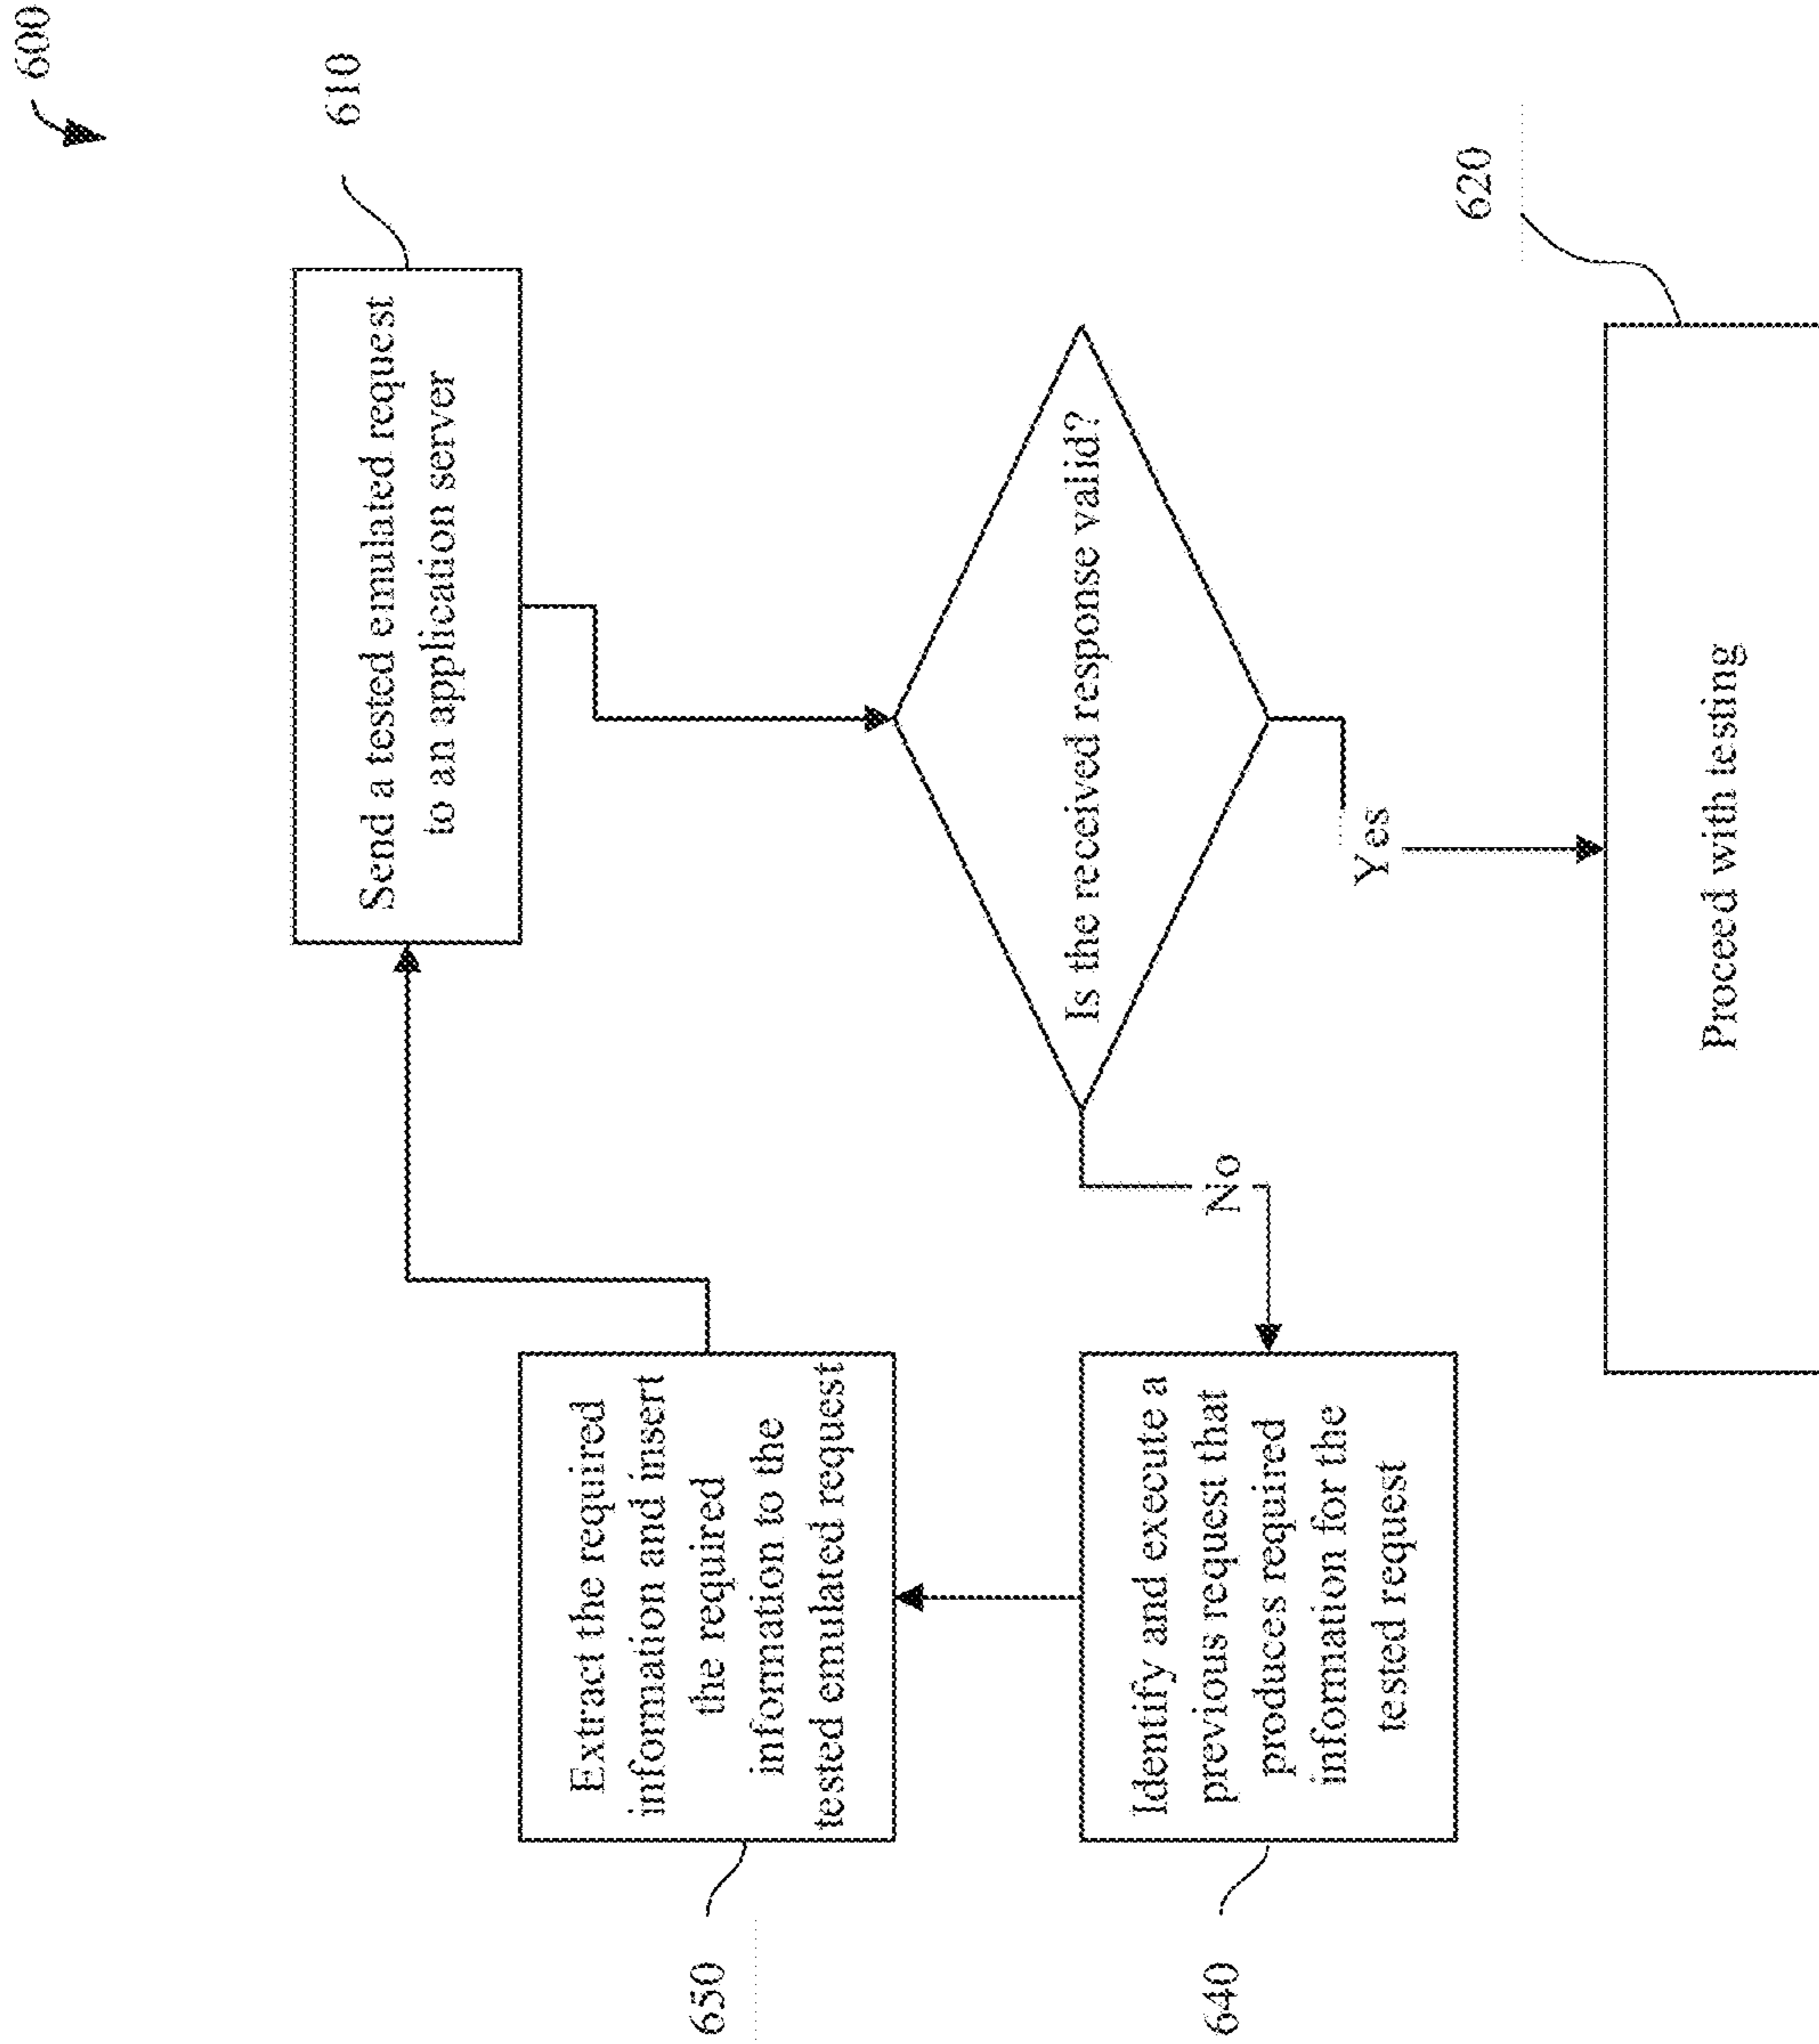 600
610
Send a tested emulated request
to an application server
Is the received response valid?
Yes
No
620
Proceed with testing
650
Extract the required
information and insert
the required
information to the
tested emulated request
640
Identify and execute a
previous request that
produces required
information for the
tested request